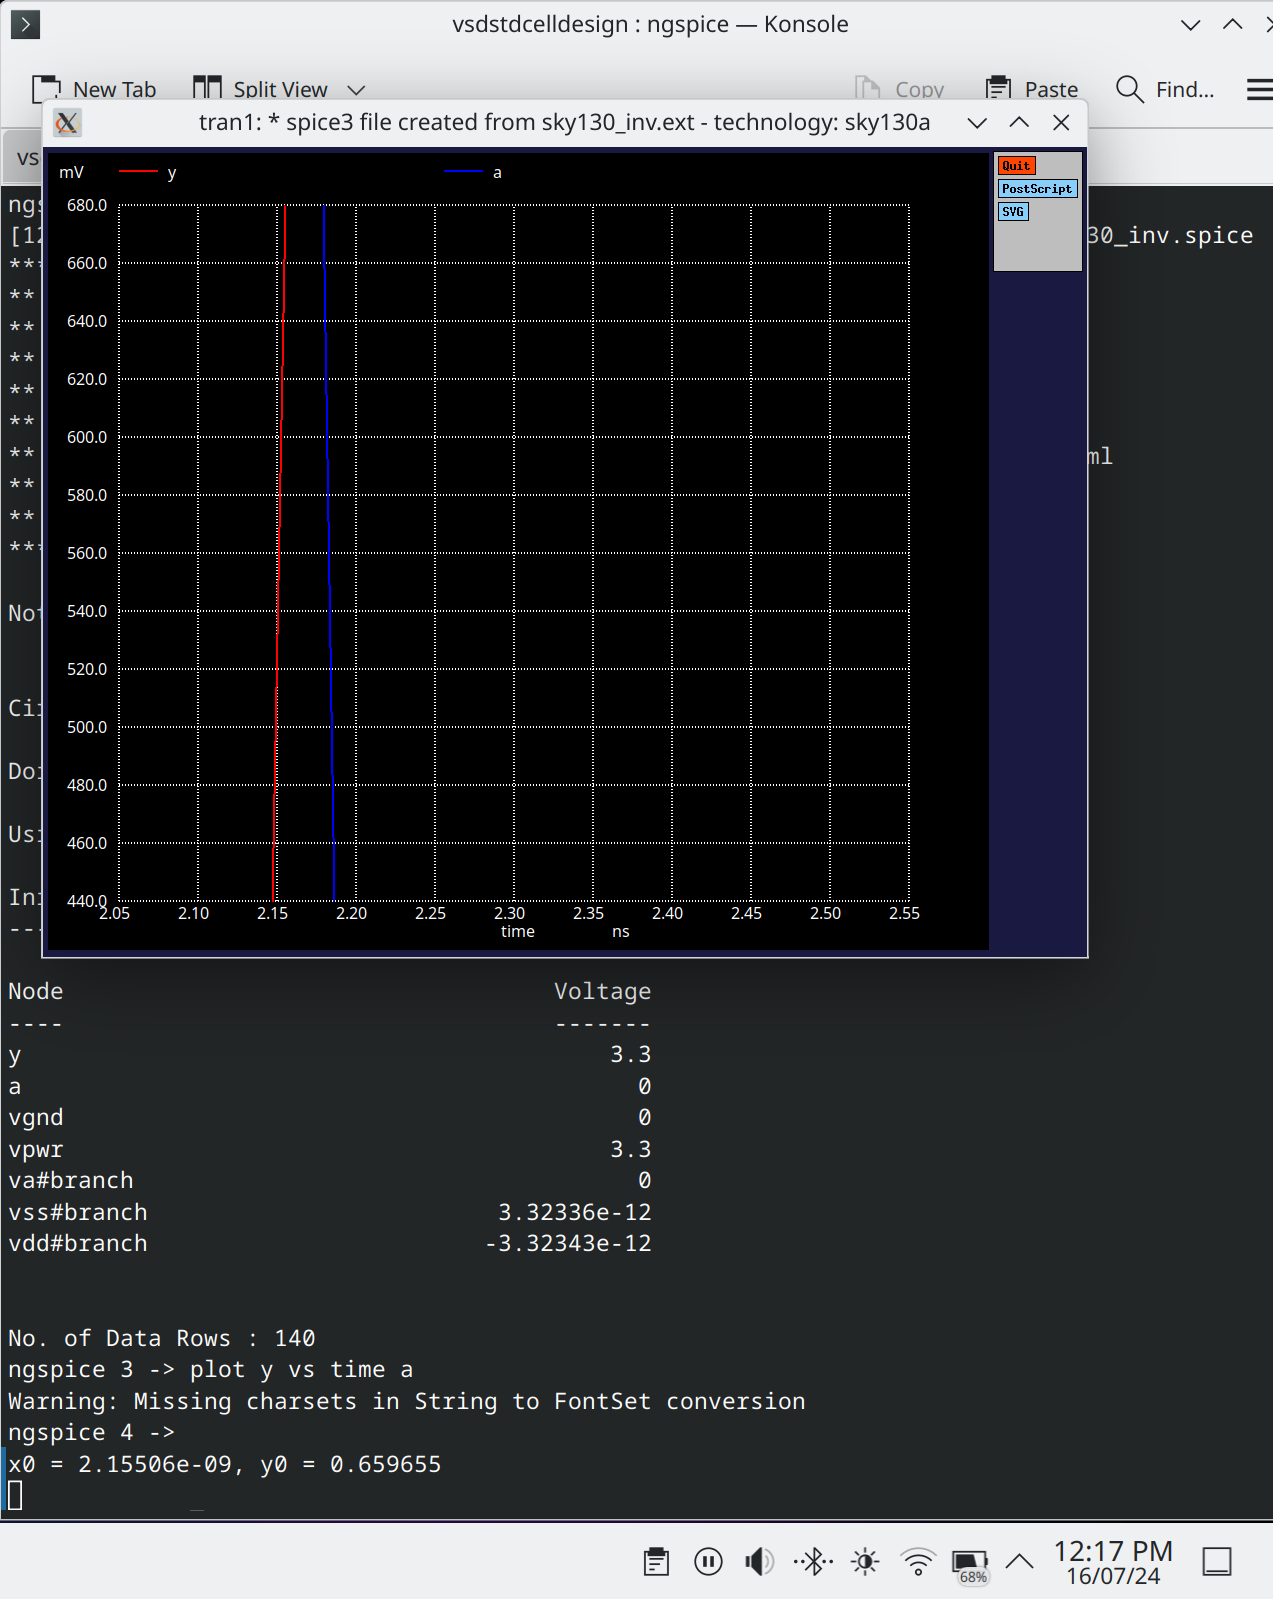 vsdstdcelldesign : ngspice — Konsole
New Tab Split View Copy Paste Find...
tran1: * spice3 file created from sky130_inv.ext - technology: sky130a
vs
mV y a
Quit
PostScript
SVG
680.0
660.0
640.0
620.0
600.0
580.0
560.0
540.0
520.0
500.0
480.0
460.0
440.0
2.05 2.10 2.15 2.20 2.25 2.30 2.35 2.40 2.45 2.50 2.55
time ns
ngs
[12 30_inv.spice
***
**
**
**
**
**
** ml
**
**
***
Not
Cir
Doi
Usi
Ini
---
Node Voltage
---- -------
y 3.3
a 0
vgnd 0
vpwr 3.3
va#branch 0
vss#branch 3.32336e-12
vdd#branch -3.32343e-12
No. of Data Rows : 140
ngspice 3 -> plot y vs time a
Warning: Missing charsets in String to FontSet conversion
ngspice 4 ->
x0 = 2.15506e-09, y0 = 0.659655
68%
12:17 PM
16/07/24